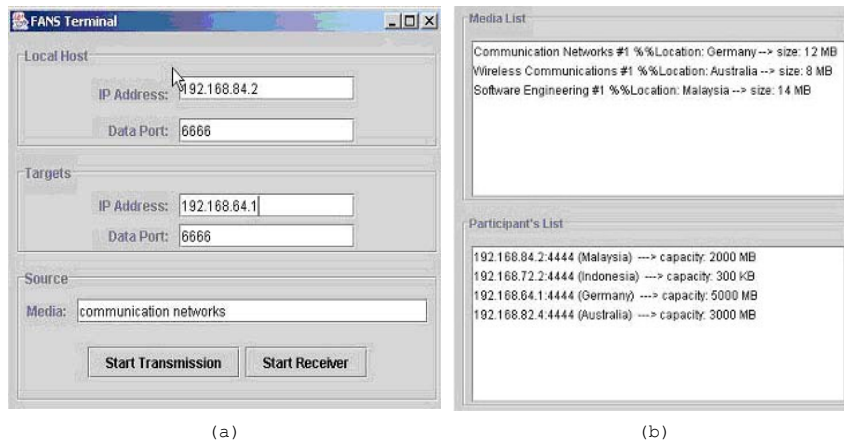 FANS Terminal
Local Host
IP Address: 192.168.84.2
Data Port: 6666
Targets
IP Address: 192.168.64.1
Data Port: 6666
Source
Media: communication networks
Start Transmission Start Receiver
(a)
Media List
Communication Networks #1 %%Location: Germany--> size: 12 MB
Wireless Communications #1 %%Location: Australia --> size: 8 MB
Software Engineering #1 %%Location: Malaysia --> size: 14 MB
Participant's List
192.168.84.2:4444 (Malaysia) ---> capacity: 2000 MB
192.168.72.2:4444 (Indonesia) ---> capacity: 300 KB
192.168.64.1:4444 (Germany) ---> capacity: 5000 MB
192.168.82.4:4444 (Australia) ---> capacity: 3000 MB
(b)